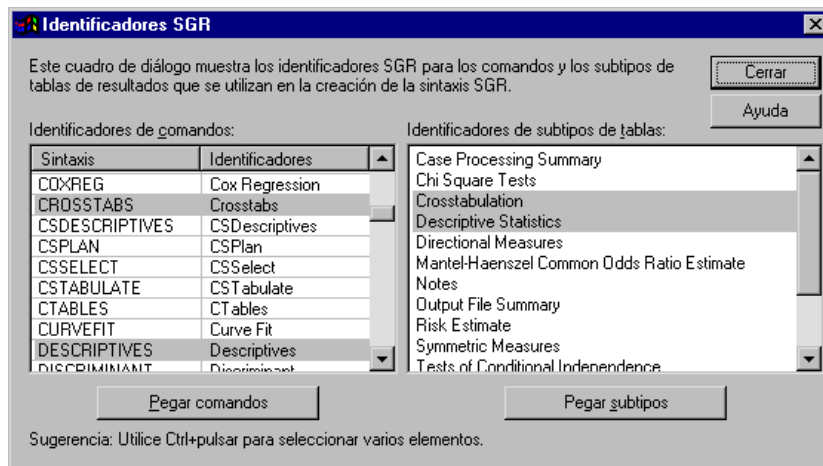 Identificadores SGR
Este cuadro de diálogo muestra los identificadores SGR para los comandos y los subtipos de
tablas de resultados que se utilizan en la creación de la sintaxis SGR.
Cerrar
Ayuda
Identificadores de comandos:
Sintaxis Identificadores
COXREG Cox Regression
CROSSTABS Crosstabs
CSDESCRIPTIVES CSDescriptives
CSPLAN CSPlan
CSSELECT CSSelect
CSTABULATE CSTabulate
CTABLES CTables
CURVEFIT Curve Fit
DESCRIPTIVES Descriptives
DISCRIMINANT Discriminant
Pegar comandos
Identificadores de subtipos de tablas:
Case Processing Summary
Chi Square Tests
Crosstabulation
Descriptive Statistics
Directional Measures
Mantel-Haenszel Common Odds Ratio Estimate
Notes
Output File Summary
Risk Estimate
Symmetric Measures
Tests of Conditional Independence
Pegar subtipos
Sugerencia: Utilice Ctrl+pulsar para seleccionar varios elementos.